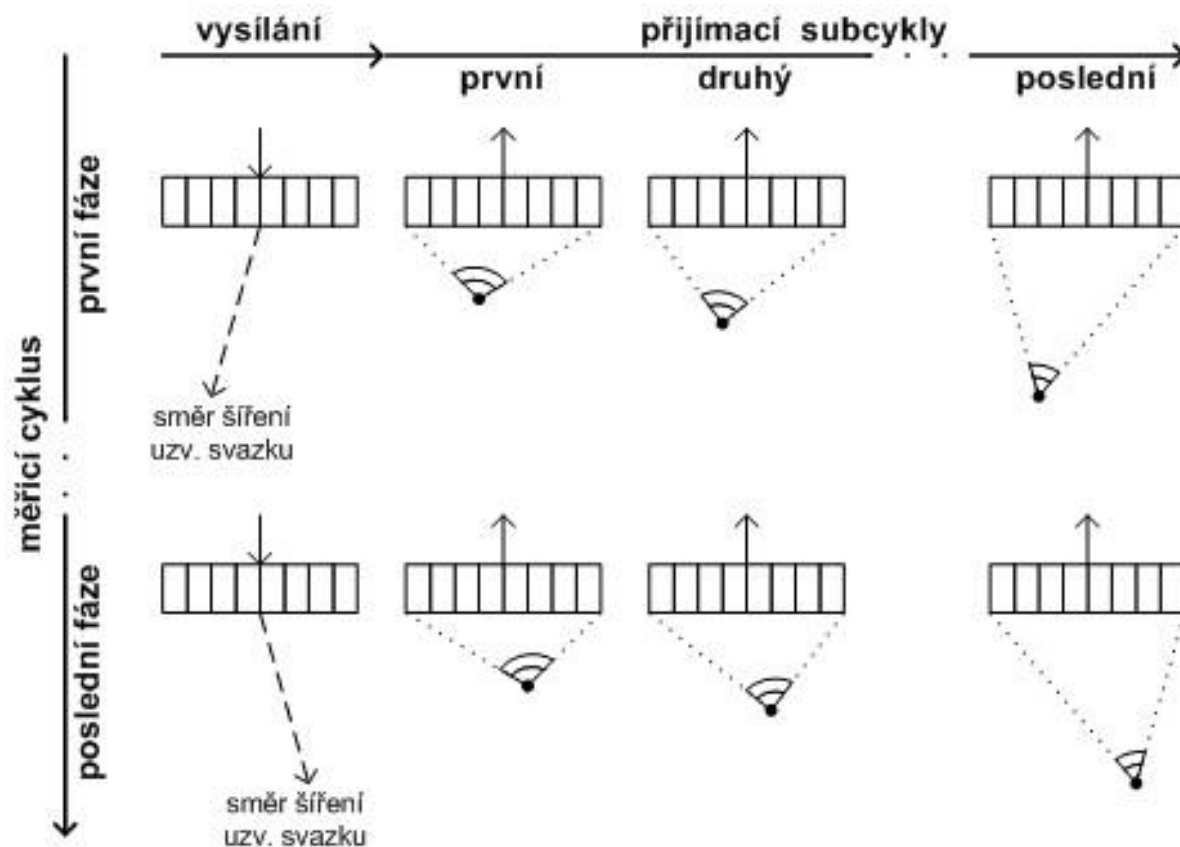 vysílání
přijímací subcykly
první
druhý
poslední
měřicí cyklus
první fáze
směr šíření
uzv. svazku
poslední fáze
směr šíření
uzv. svazku